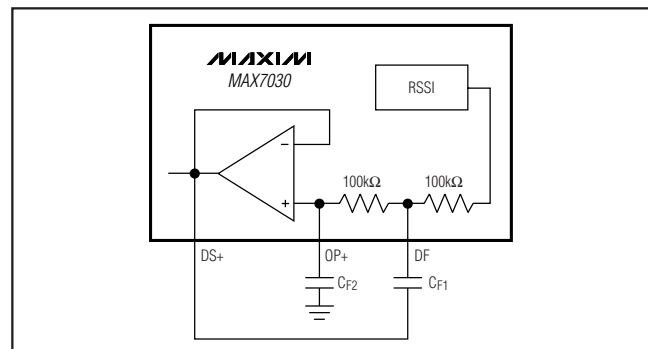 MAXIM
MAX7030
RSSI
-
+
100kΩ
100kΩ
DS+
OP+
DF
CF2
CF1